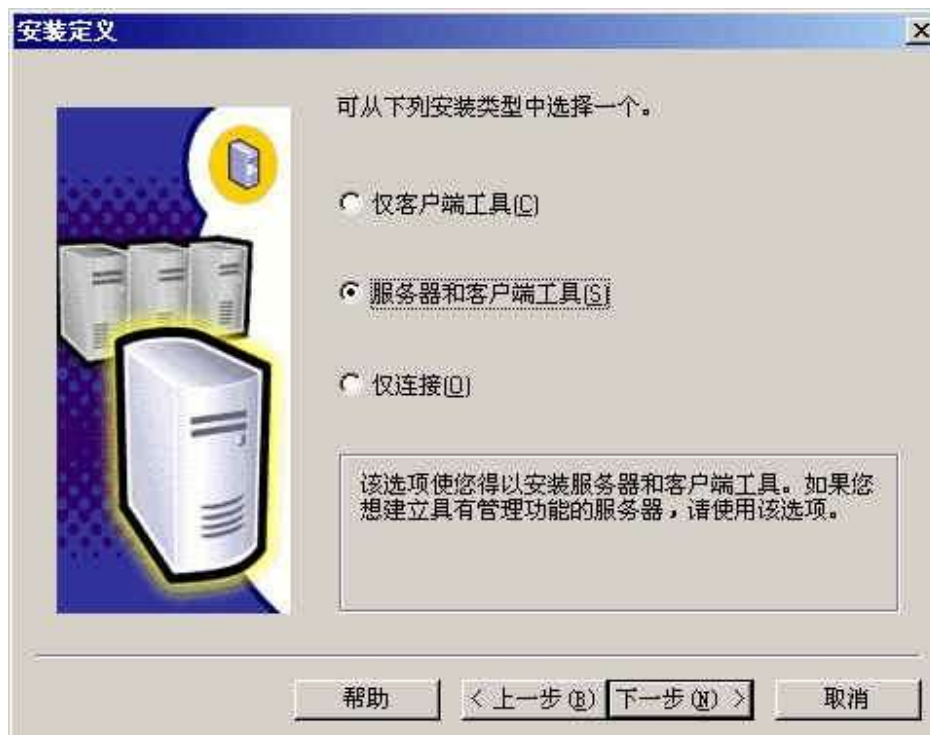 安装定义
可从下列安装类型中选择一个。
仅客户端工具(C)
服务器和客户端工具(S)
仅连接(O)
该选项使您得以安装服务器和客户端工具。如果您
想建立具有管理功能的服务器，请使用该选项。
帮助 < 上一步(B) 下一步(N) > 取消